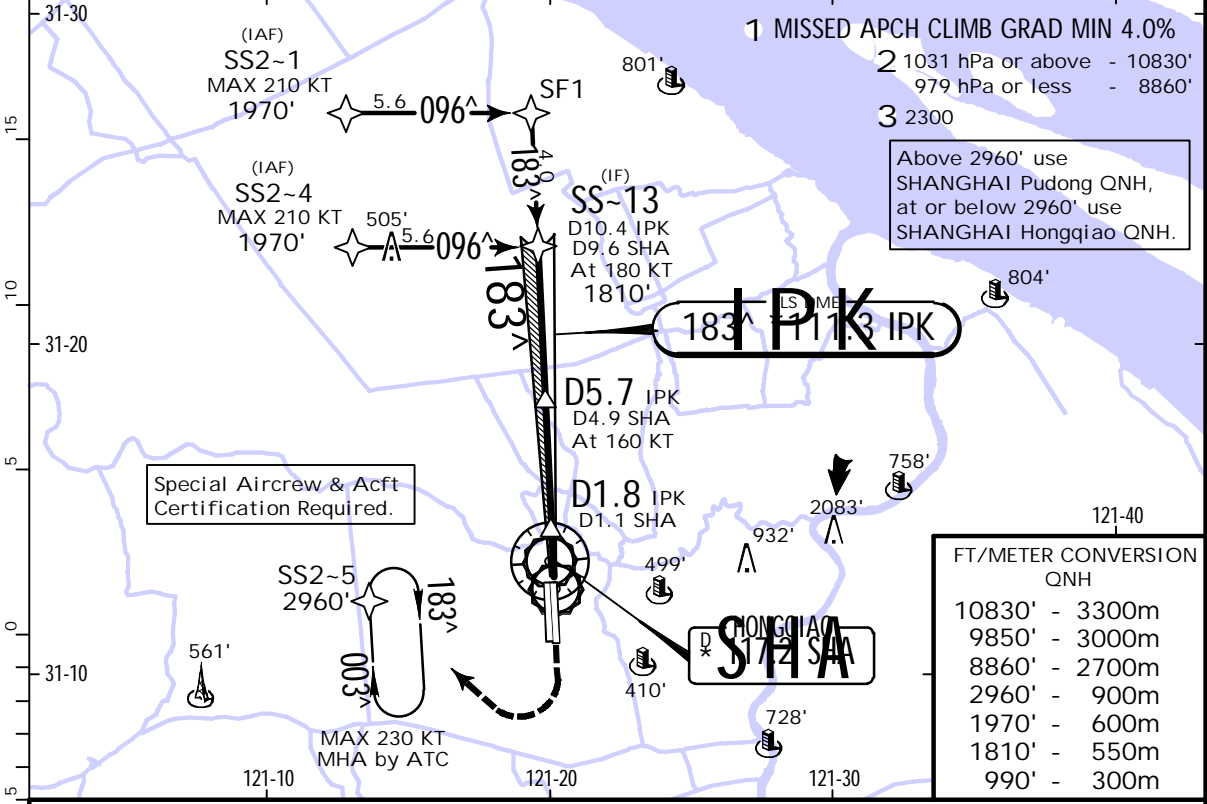 31-30
1 MISSED APCH CLIMB GRAD MIN 4.0%
2 1031 hPa or above - 10830'
979 hPa or less - 8860'
3 2300
(IAF)
SS2~1
MAX 210 KT
1970'
5.6 096^
SF1
801'
15
183^
4.0
Above 2960' use
SHANGHAI Pudong QNH,
at or below 2960' use
SHANGHAI Hongqiao QNH.
(IAF)
SS2~4
MAX 210 KT
1970'
505'
5.6 096^
(IF)
SS~13
D10.4 IPK
D9.6 SHA
At 180 KT
1810'
183^
804'
10
31-20
ILS DME
183^ *111.3 IPK
IPK
D5.7 IPK
D4.9 SHA
At 160 KT
5
Special Aircrew & Acft
Certification Required.
D1.8 IPK
D1.1 SHA
758'
2083'
932'
499'
121-40
SS2~5
2960'
183^
003^
0
561'
31-10
HONGQIAO
D
* 117.2 SHA
SHA
410'
728'
MAX 230 KT
MHA by ATC
5
121-10
121-20
121-30
FT/METER CONVERSION
QNH
10830' - 3300m
9850' - 3000m
8860' - 2700m
2960' - 900m
1970' - 600m
1810' - 550m
990' - 300m